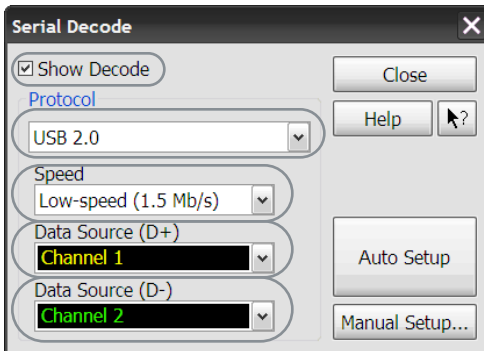 Serial Decode
Show Decode
Close
Protocol
Help
?
USB 2.0
Speed
Low-speed (1.5 Mb/s)
Data Source (D+)
Channel 1
Auto Setup
Data Source (D-)
Channel 2
Manual Setup...